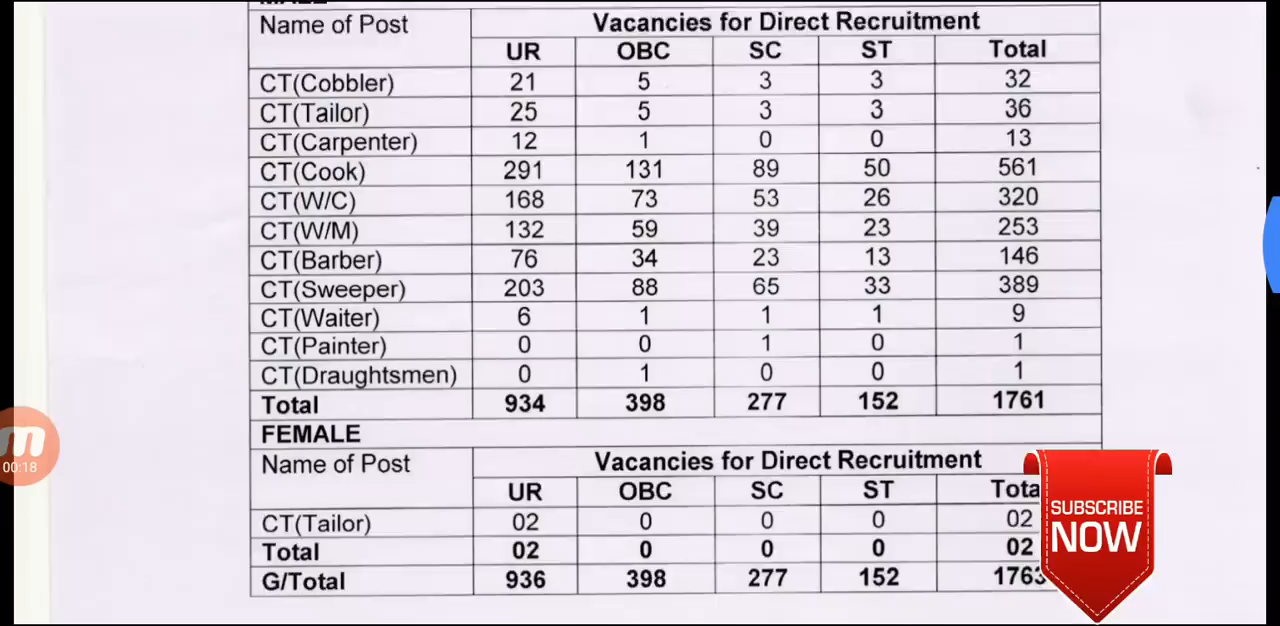 MALE
Name of Post Vacancies for Direct Recruitment
UR OBC SC ST Total
CT(Cobbler) 21 5 3 3 32
CT(Tailor) 25 5 3 3 36
CT(Carpenter) 12 1 0 0 13
CT(Cook) 291 131 89 50 561
CT(W/C) 168 73 53 26 320
CT(W/M) 132 59 39 23 253
CT(Barber) 76 34 23 13 146
CT(Sweeper) 203 88 65 33 389
CT(Waiter) 6 1 1 1 9
CT(Painter) 0 0 1 0 1
CT(Draughtsmen) 0 1 0 0 1
Total 934 398 277 152 1761
FEMALE
Name of Post Vacancies for Direct Recruitment
UR OBC SC ST Tota
CT(Tailor) 02 0 0 0 02
Total 02 0 0 0 02
G/Total 936 398 277 152 1763
00:18
SUBSCRIBE
NOW